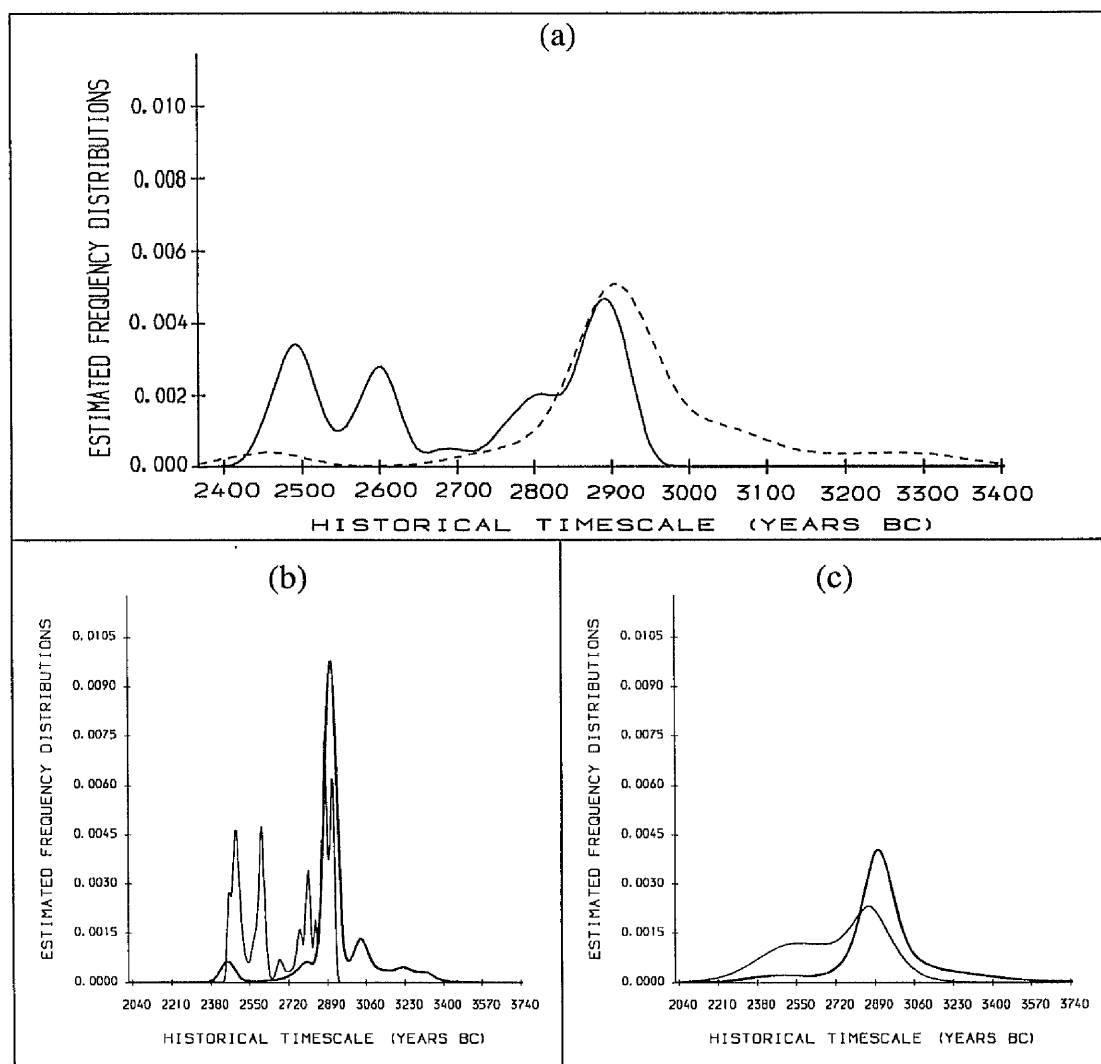 (a)
ESTIMATED FREQUENCY DISTRIBUTIONS
0.010
0.008
0.006
0.004
0.002
0.000
2400 2500 2600 2700 2800 2900 3000 3100 3200 3300 3400
HISTORICAL TIMESCALE (YEARS BC)
(b)
ESTIMATED FREQUENCY DISTRIBUTIONS
0.0105
0.0090
0.0075
0.0060
0.0045
0.0030
0.0015
0.0000
2040 2210 2380 2550 2720 2890 3060 3230 3400 3570 3740
HISTORICAL TIMESCALE (YEARS BC)
(c)
ESTIMATED FREQUENCY DISTRIBUTIONS
0.0105
0.0090
0.0075
0.0060
0.0045
0.0030
0.0015
0.0000
2040 2210 2380 2550 2720 2890 3060 3230 3400 3570 3740
HISTORICAL TIMESCALE (YEARS BC)